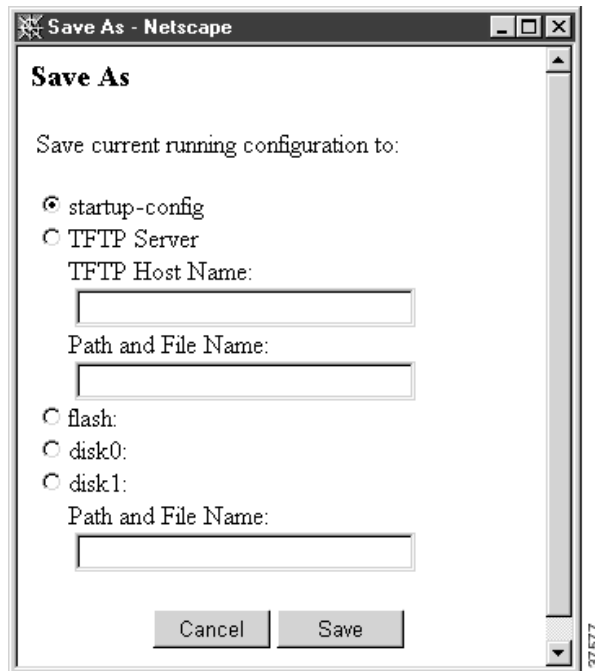 Save As - Netscape
Save As
Save current running configuration to:
startup-config
TFTP Server
TFTP Host Name:
Path and File Name:
flash:
disk0:
disk1:
Path and File Name:
Cancel Save
37577